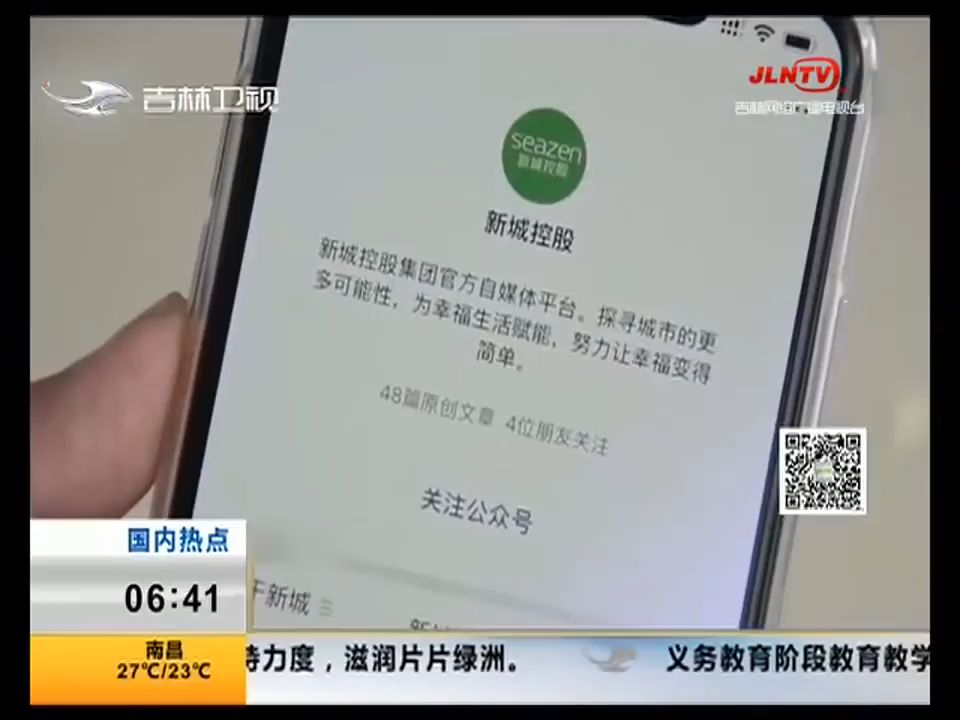 吉林卫视
JLNTV
吉林网络广播电视台
seazen
新城控股
新城控股
新城控股集团官方自媒体平台。探寻城市的更
多可能性，为幸福生活赋能，努力让幸福变得
简单。
48篇原创文章 4位朋友关注
关注公众号
于新城
国内热点
06:41
南昌
27℃/23℃
持力度，滋润片片绿洲。
义务教育阶段教育教学